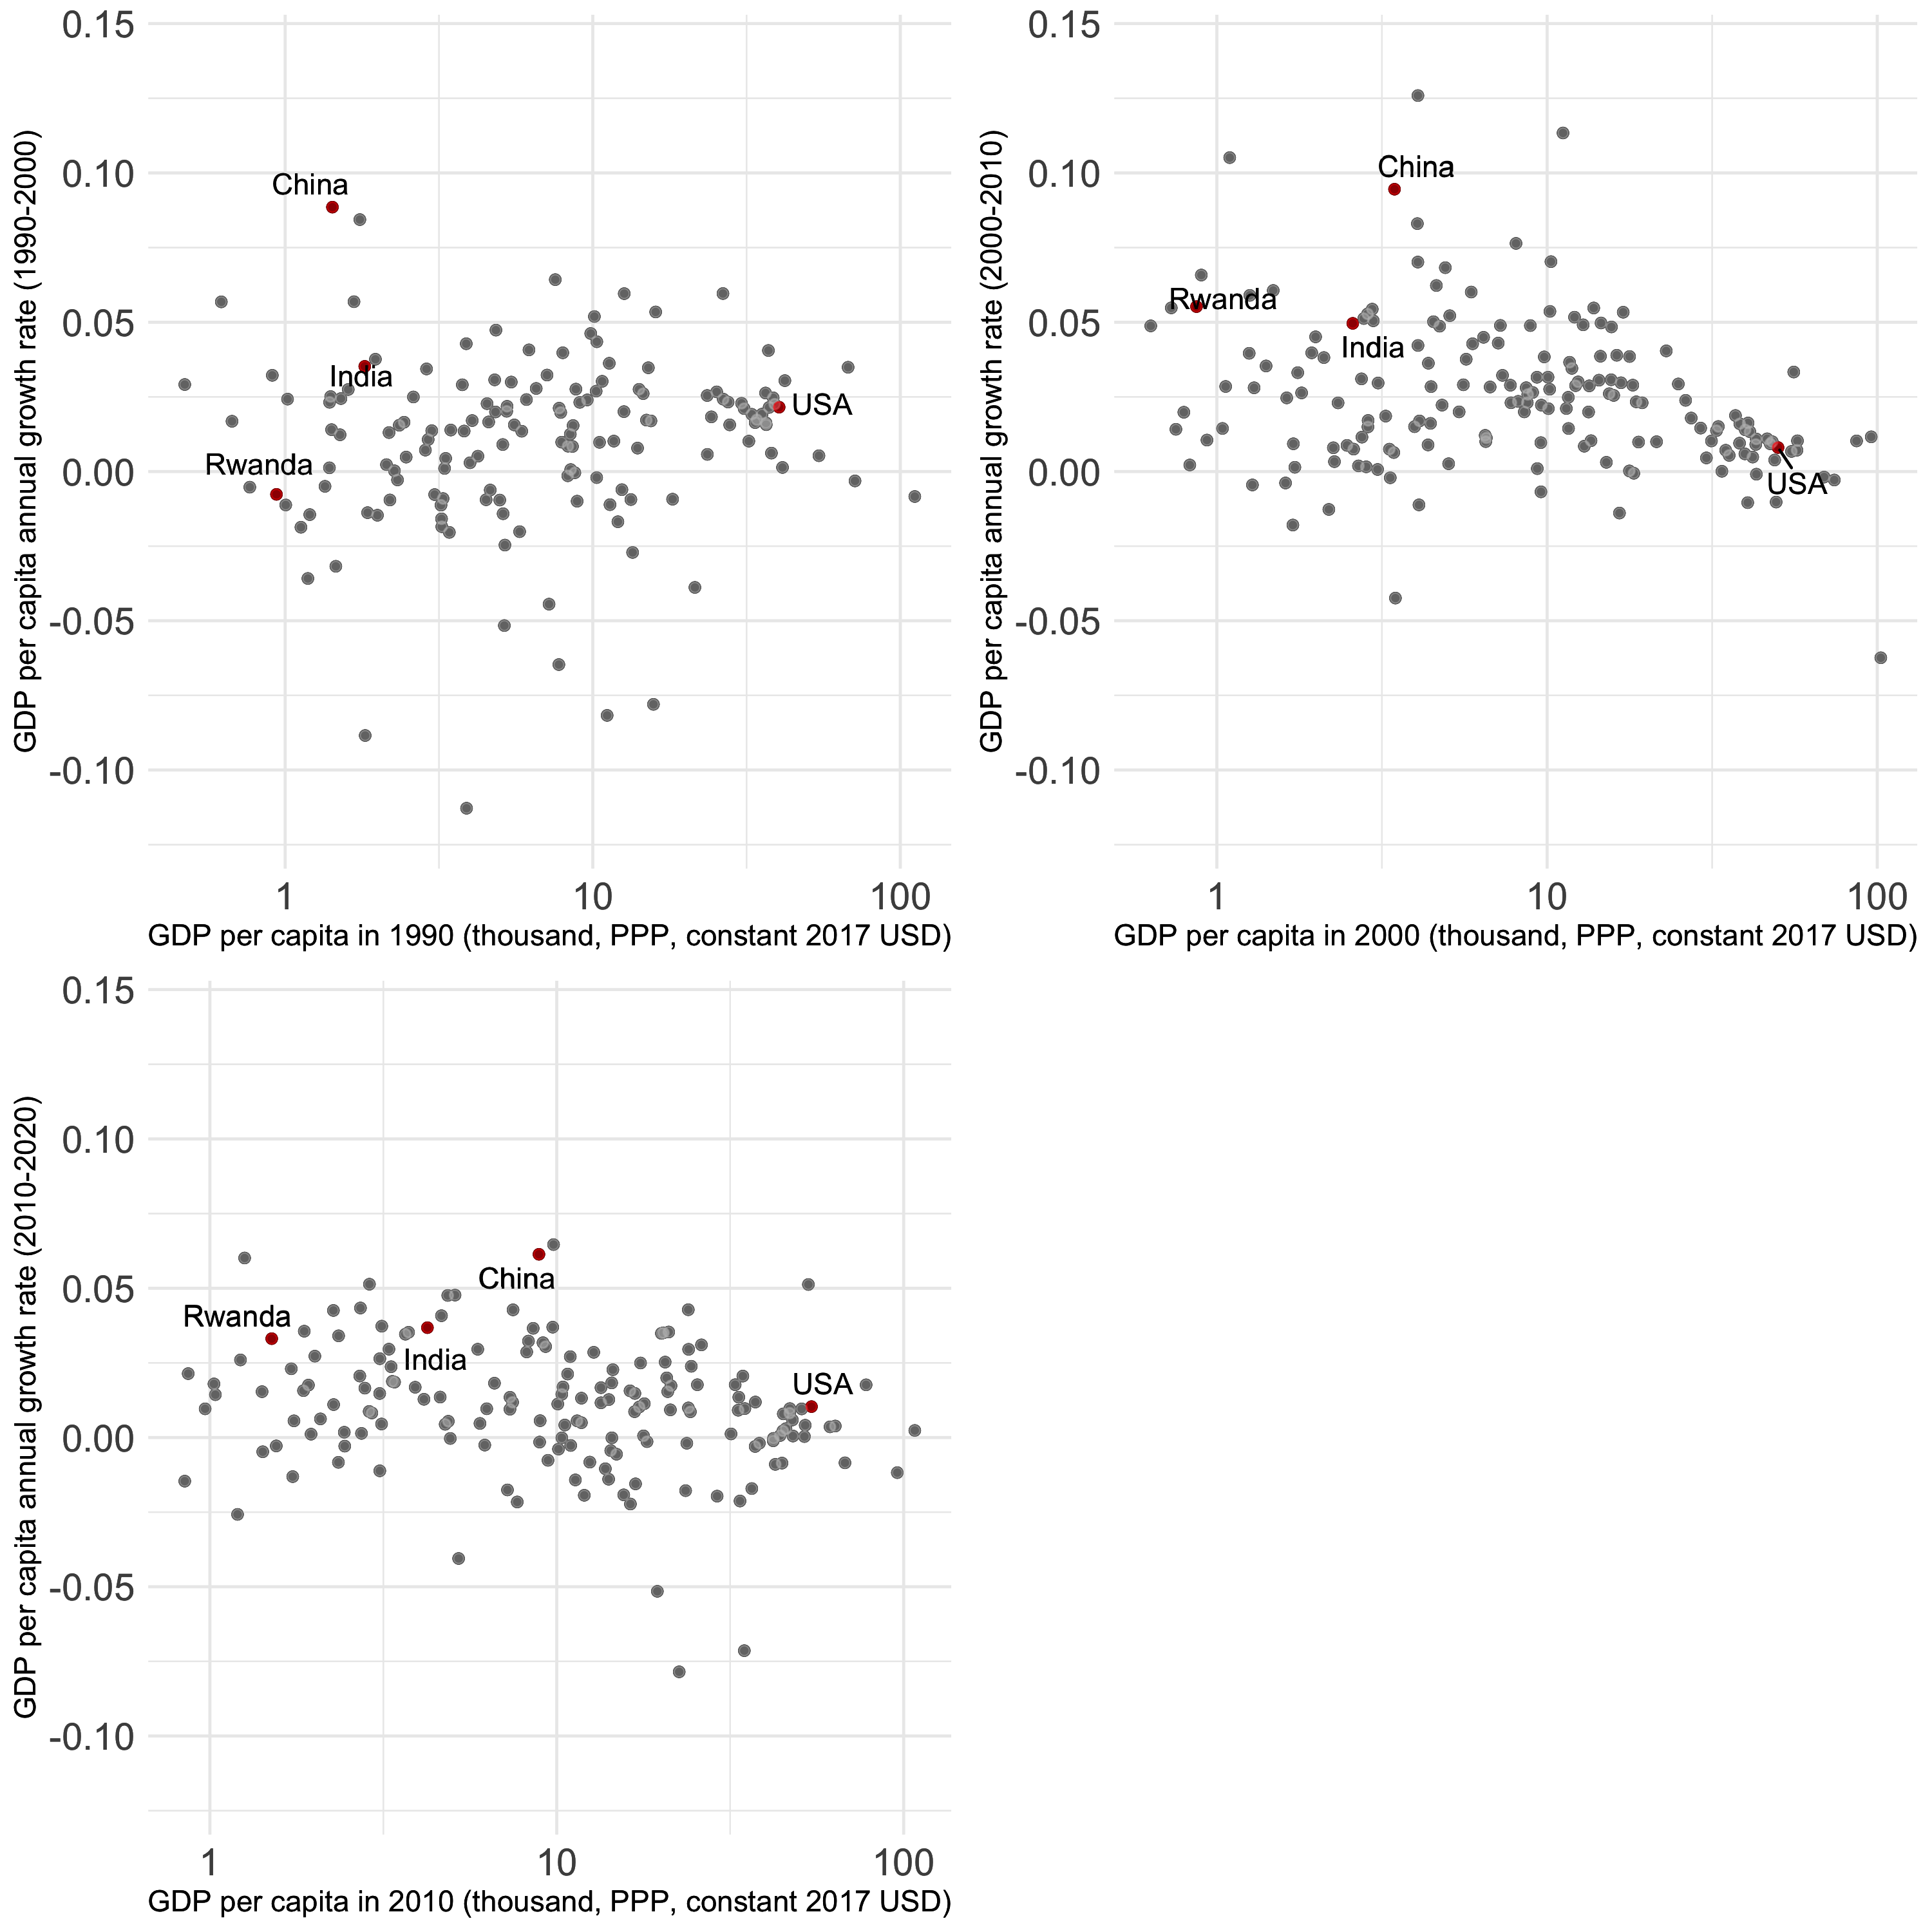 GDP per capita annual growth rate (1990-2000)
0.15
0.10
0.05
0.00
-0.05
-0.10
China
India
USA
Rwanda
1 10 100
GDP per capita in 1990 (thousand, PPP, constant 2017 USD)
GDP per capita annual growth rate (2000-2010)
0.15
0.10
0.05
0.00
-0.05
-0.10
China
Rwanda
India
USA
1 10 100
GDP per capita in 2000 (thousand, PPP, constant 2017 USD)
GDP per capita annual growth rate (2010-2020)
0.15
0.10
0.05
0.00
-0.05
-0.10
China
Rwanda
India
USA
1 10 100
GDP per capita in 2010 (thousand, PPP, constant 2017 USD)